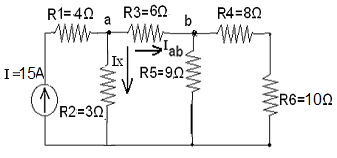 R1=4Ω
a
R3=6Ω
b
R4=8Ω
Ix
Iab
I=15A
R5=9Ω
R2=3Ω
R6=10Ω